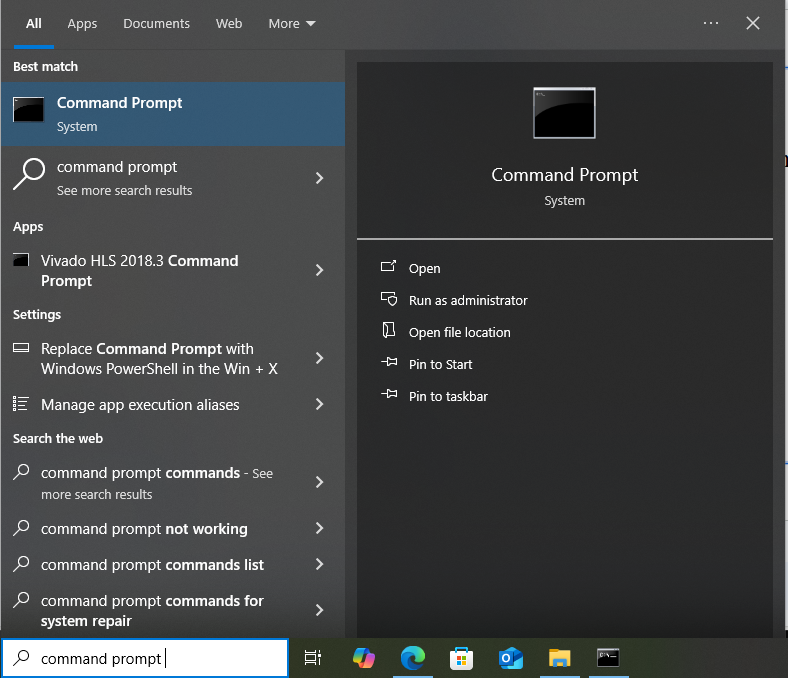 All Apps Documents Web More
Best match
Command Prompt
System
command prompt
See more search results
Apps
Vivado HLS 2018.3 Command
Prompt
Settings
Replace Command Prompt with
Windows PowerShell in the Win + X
Manage app execution aliases
Search the web
command prompt commands - See
more search results
command prompt not working
command prompt commands list
command prompt commands for
system repair
Command Prompt
System
Open
Run as administrator
Open file location
Pin to Start
Pin to taskbar
command prompt